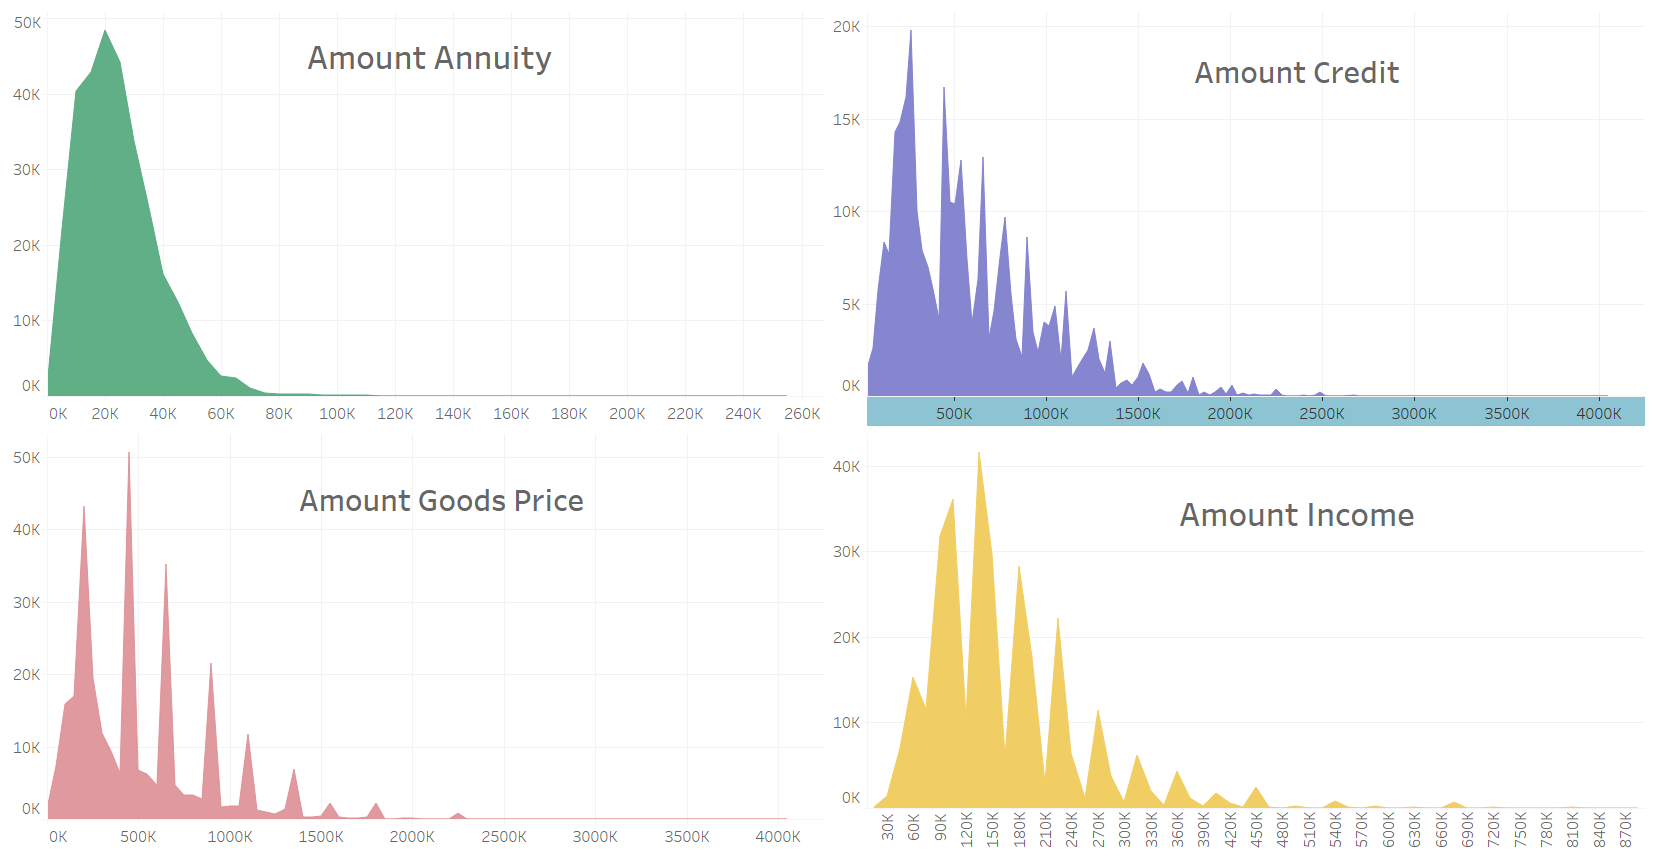 Amount Annuity
50K
40K
30K
20K
10K
0K
0K 20K 40K 60K 80K 100K 120K 140K 160K 180K 200K 220K 240K 260K
Amount Credit
20K
15K
10K
5K
0K
500K 1000K 1500K 2000K 2500K 3000K 3500K 4000K
Amount Goods Price
50K
40K
30K
20K
10K
0K
0K 500K 1000K 1500K 2000K 2500K 3000K 3500K 4000K
Amount Income
40K
30K
20K
10K
0K
30K 60K 90K 120K 150K 180K 210K 240K 270K 300K 330K 360K 390K 420K 450K 480K 510K 540K 570K 600K 630K 660K 690K 720K 750K 780K 810K 840K 870K